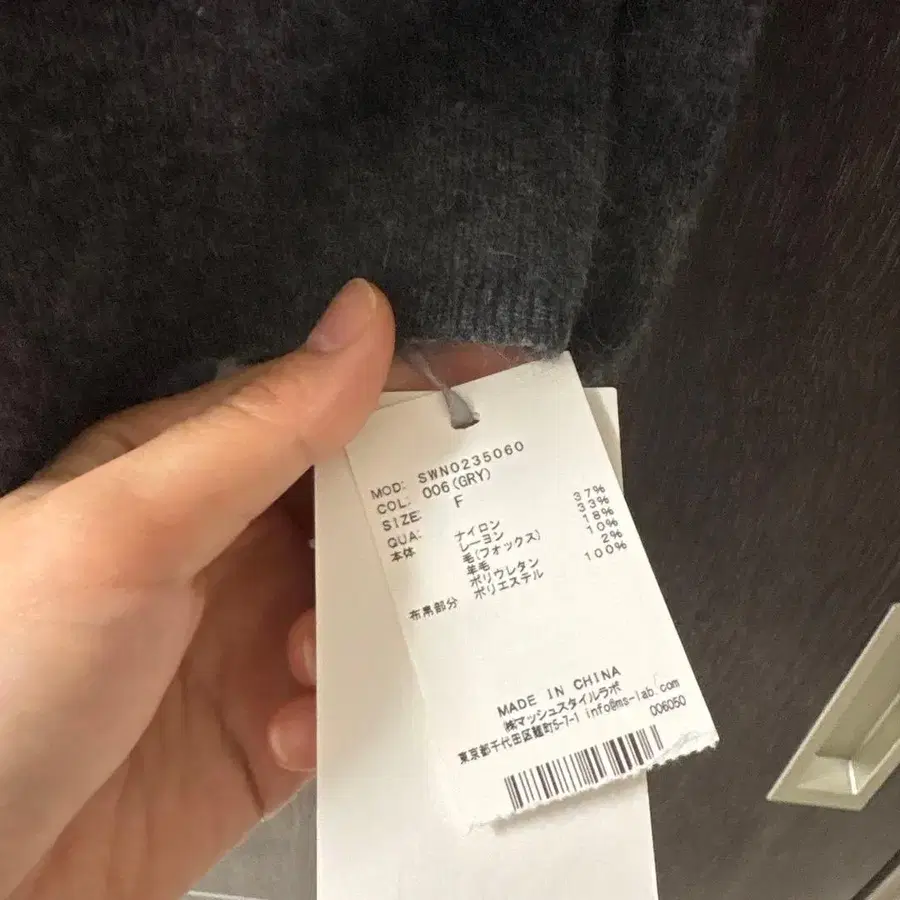 MOD: SWN0235060
COL: 006(GRY)
SIZE: F
QUA:
本体 ナイロン 37%
レーヨン 33%
毛(フォックス) 18%
羊毛 10%
ポリウレタン 2%
布帛部分 ポリエステル 100%
MADE IN CHINA
㈱マッシュスタイルラボ
東京都千代田区麹町5-7-1 info@ms-lab.com
006050